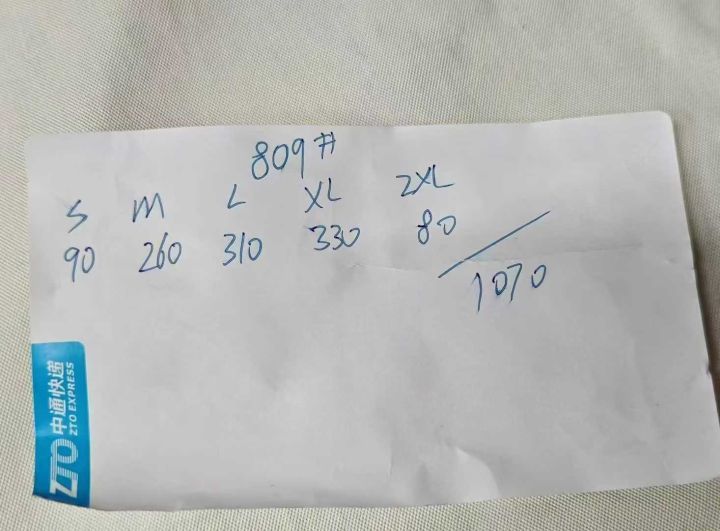 809#
S M L XL 2XL
90 260 310 330 80
1070
ZTO 中通快递
ZTO EXPRESS